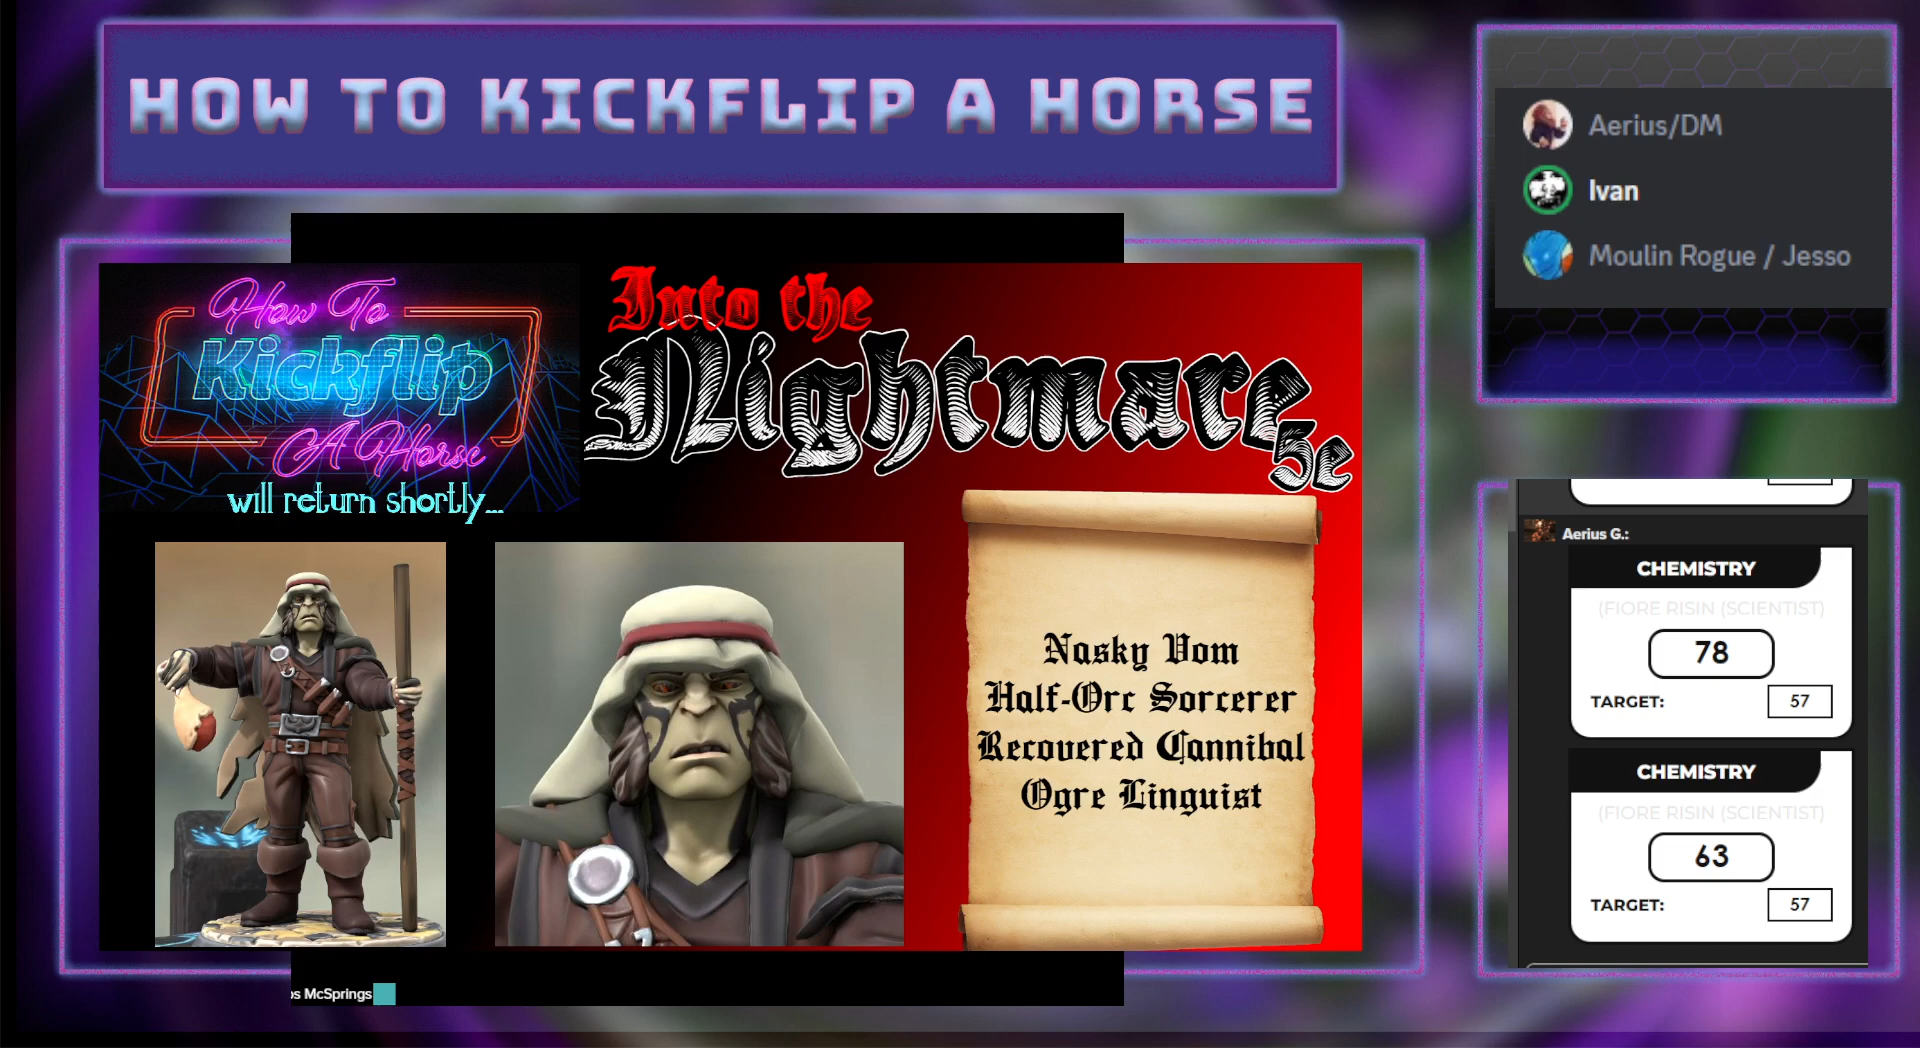 HOW TO KICKFLIP A HORSE
Aerius/DM
Ivan
Moulin Rogue / Jesso
How To
Kickflip
A Horse
will return shortly...
Into the
Nightmare
5e
Nasky Vom
Half-Orc Sorcerer
Recovered Cannibal
Ogre Linguist
os McSprings
Aerius G.:
CHEMISTRY
(FIORE RISIN (SCIENTIST)
78
TARGET: 57
CHEMISTRY
(FIORE RISIN (SCIENTIST)
63
TARGET: 57